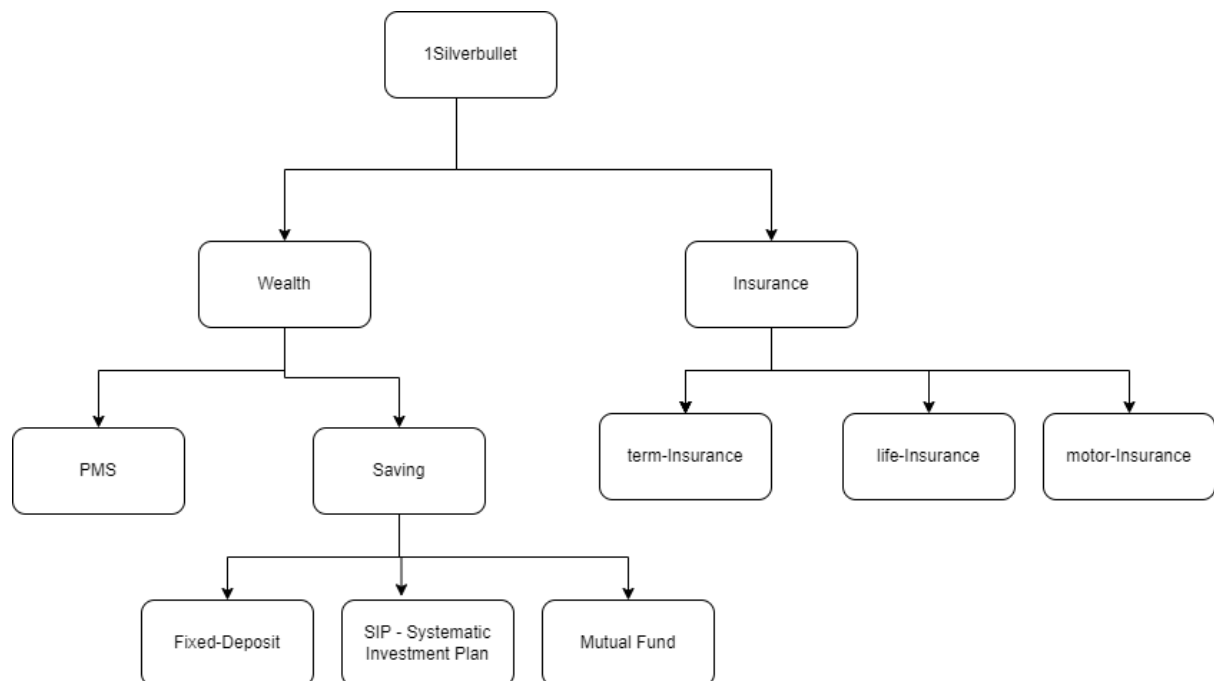 1Silverbullet
Wealth
Insurance
PMS
Saving
term-Insurance
life-Insurance
motor-Insurance
Fixed-Deposit
SIP - Systematic
Investment Plan
Mutual Fund